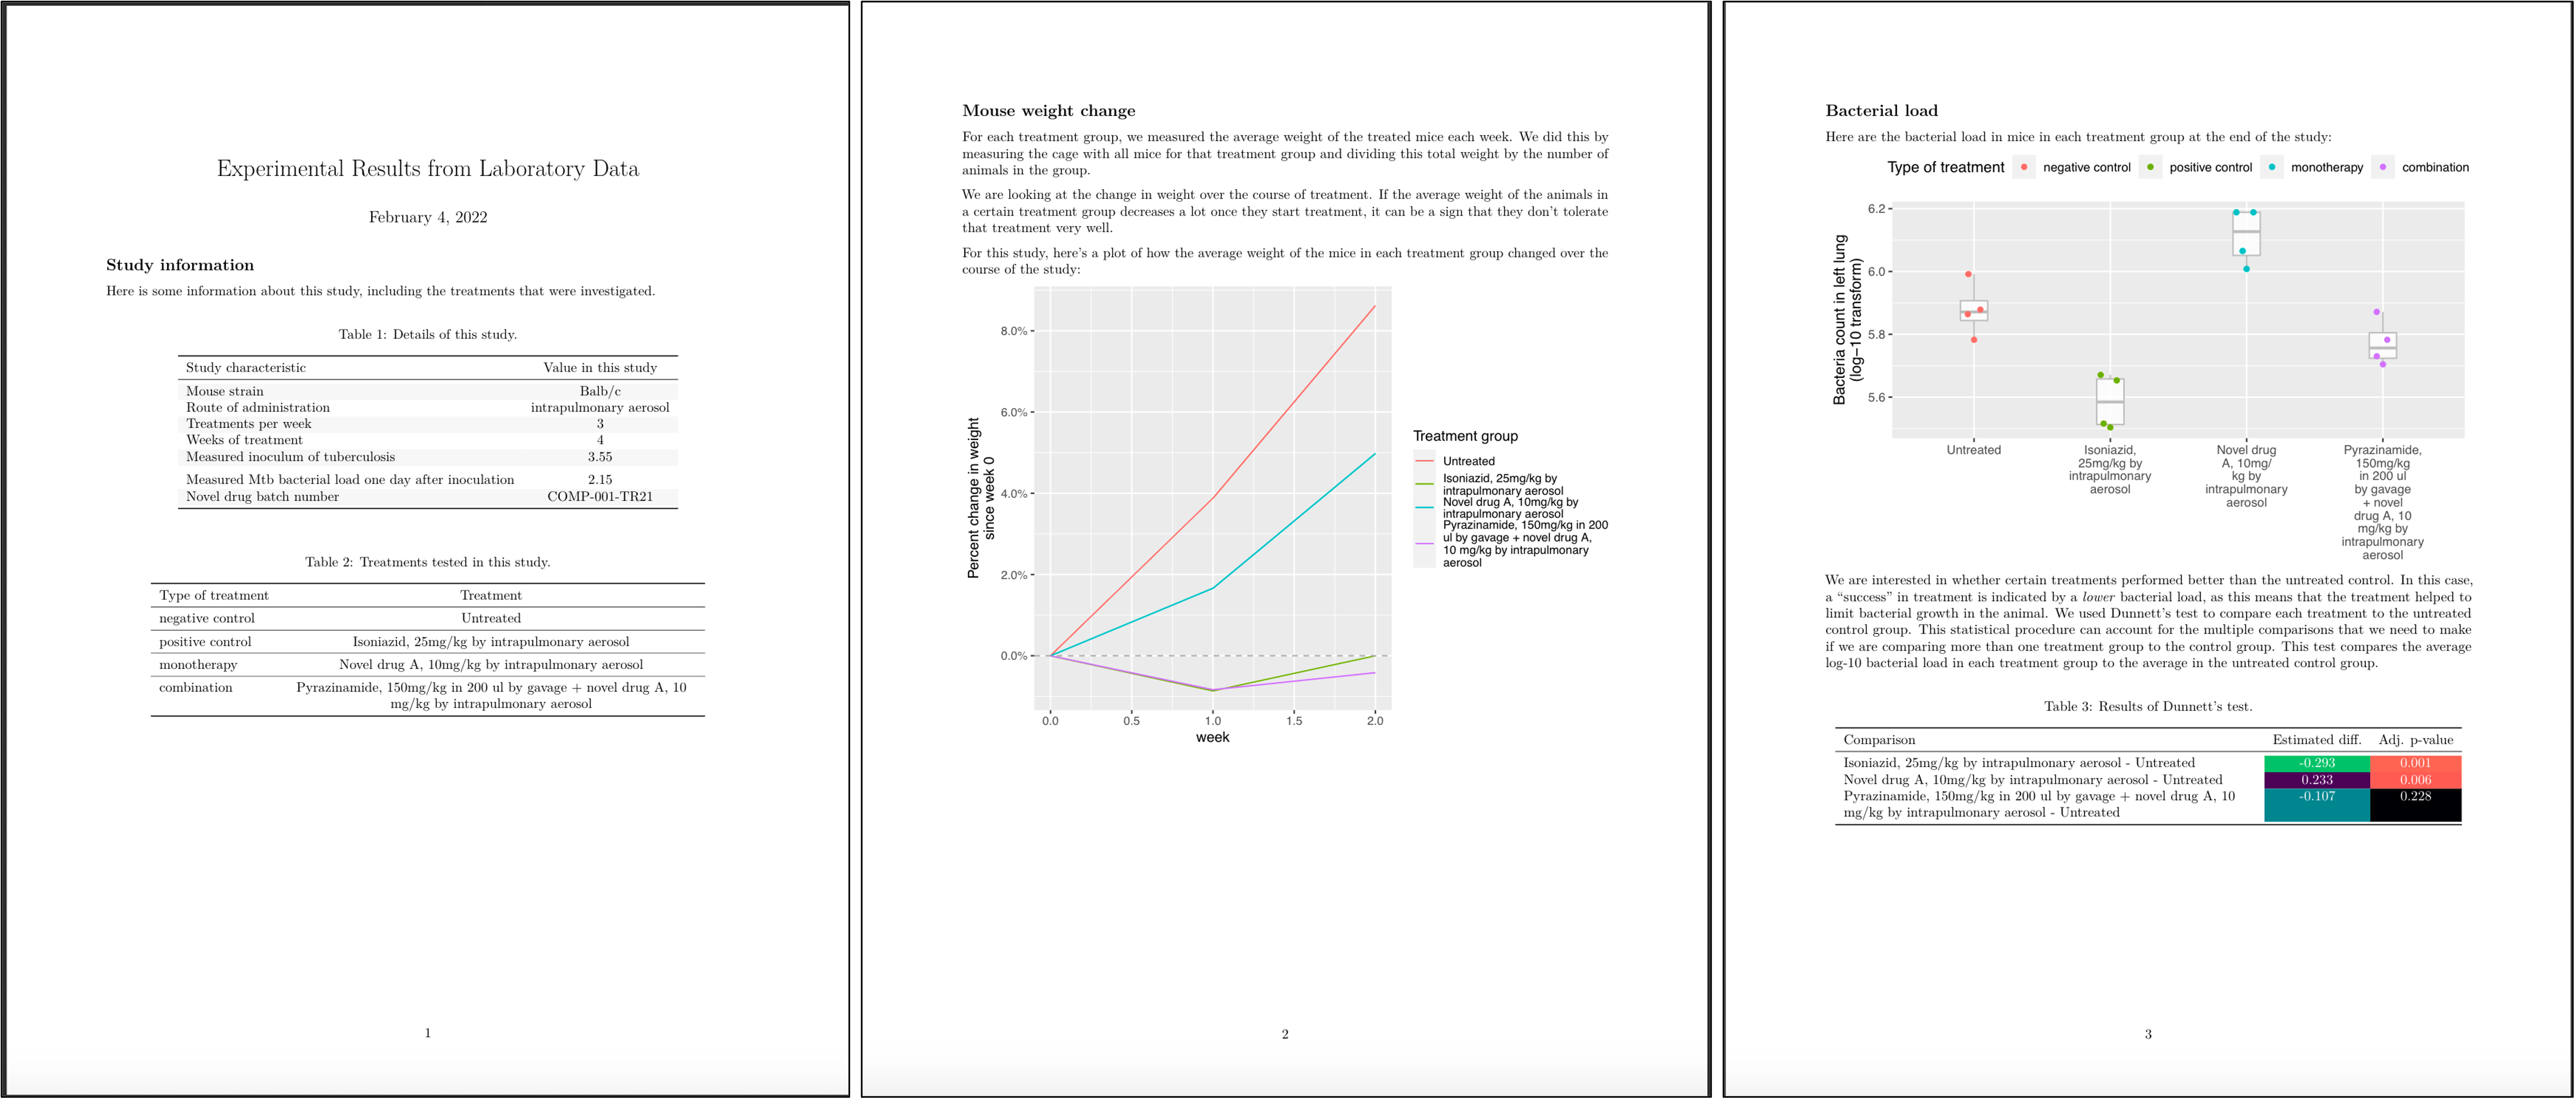 Experimental Results from Laboratory Data
February 4, 2022
Study information
Here is some information about this study, including the treatments that were investigated.
Table 1: Details of this study.
Study characteristic Value in this study
Mouse strain Balb/c
Route of administration intrapulmonary aerosol
Treatments per week 3
Weeks of treatment 4
Measured inoculum of tuberculosis 3.55
Measured Mtb bacterial load one day after inoculation 2.15
Novel drug batch number COMP-001-TR21
Table 2: Treatments tested in this study.
Type of treatment Treatment
negative control Untreated
positive control Isoniazid, 25mg/kg by intrapulmonary aerosol
monotherapy Novel drug A, 10mg/kg by intrapulmonary aerosol
combination Pyrazinamide, 150mg/kg in 200 ul by gavage + novel drug A, 10
mg/kg by intrapulmonary aerosol
1
Mouse weight change
For each treatment group, we measured the average weight of the treated mice each week. We did this by
measuring the cage with all mice for that treatment group and dividing this total weight by the number of
animals in the group.
We are looking at the change in weight over the course of treatment. If the average weight of the animals in
a certain treatment group decreases a lot once they start treatment, it can be a sign that they don't tolerate
that treatment very well.
For this study, here's a plot of how the average weight of the mice in each treatment group changed over the
course of the study:
Percent change in weight
since week 0
8.0%
6.0%
4.0%
2.0%
0.0%
0.0 0.5 1.0 1.5 2.0
week
Treatment group
Untreated
Isoniazid, 25mg/kg by
intrapulmonary aerosol
Novel drug A, 10mg/kg by
intrapulmonary aerosol
Pyrazinamide, 150mg/kg in 200
ul by gavage + novel drug A,
10 mg/kg by intrapulmonary
aerosol
2
Bacterial load
Here are the bacterial load in mice in each treatment group at the end of the study:
Type of treatment negative control positive control monotherapy combination
Bacteria count in left lung
(log−10 transform)
6.2
6.0
5.8
5.6
Untreated
Isoniazid,
25mg/kg by
intrapulmonary
aerosol
Novel drug
A, 10mg/
kg by
intrapulmonary
aerosol
Pyrazinamide,
150mg/kg
in 200 ul
by gavage
+ novel
drug A, 10
mg/kg by
intrapulmonary
aerosol
We are interested in whether certain treatments performed better than the untreated control. In this case,
a “success” in treatment is indicated by a lower bacterial load, as this means that the treatment helped to
limit bacterial growth in the animal. We used Dunnett's test to compare each treatment to the untreated
control group. This statistical procedure can account for the multiple comparisons that we need to make
if we are comparing more than one treatment group to the control group. This test compares the average
log-10 bacterial load in each treatment group to the average in the untreated control group.
Table 3: Results of Dunnett's test.
Comparison Estimated diff. Adj. p-value
Isoniazid, 25mg/kg by intrapulmonary aerosol - Untreated -0.293 0.001
Novel drug A, 10mg/kg by intrapulmonary aerosol - Untreated 0.233 0.006
Pyrazinamide, 150mg/kg in 200 ul by gavage + novel drug A, 10 -0.107 0.228
mg/kg by intrapulmonary aerosol - Untreated
3